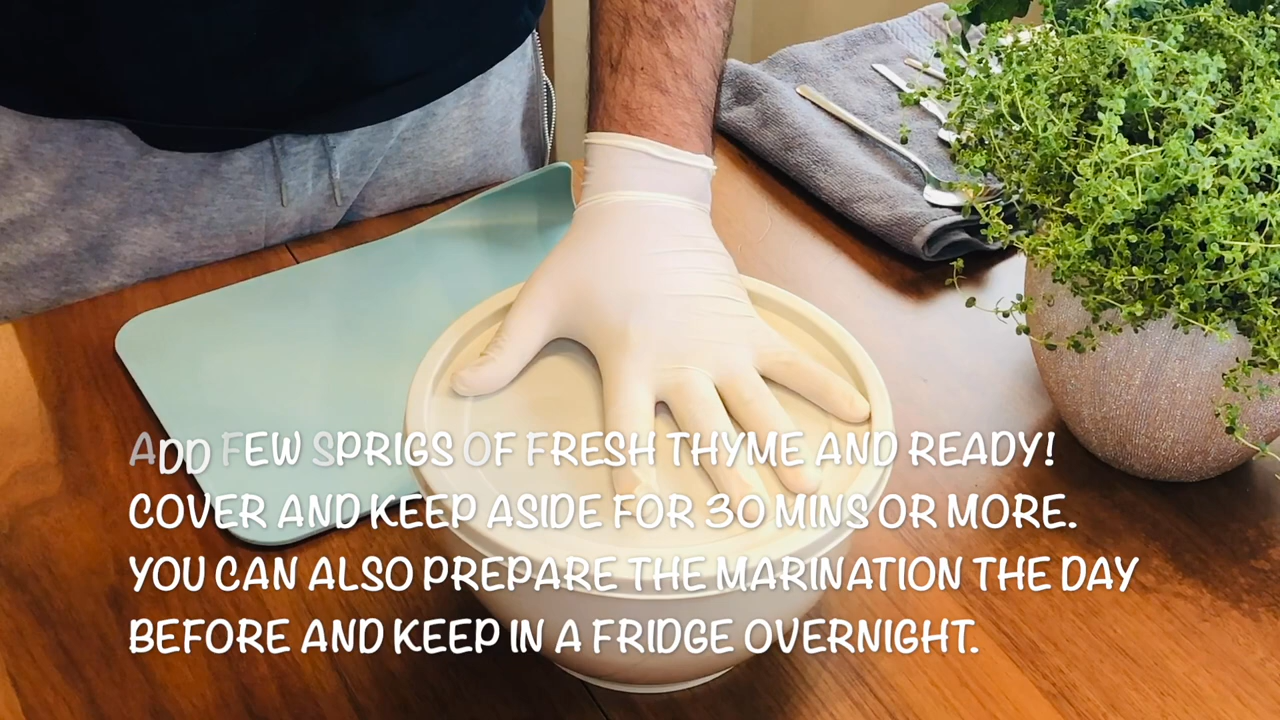 ADD FEW SPRIGS OF FRESH THYME AND READY!
COVER AND KEEP ASIDE FOR 30 MINS OR MORE.
YOU CAN ALSO PREPARE THE MARINATION THE DAY
BEFORE AND KEEP IN A FRIDGE OVERNIGHT.